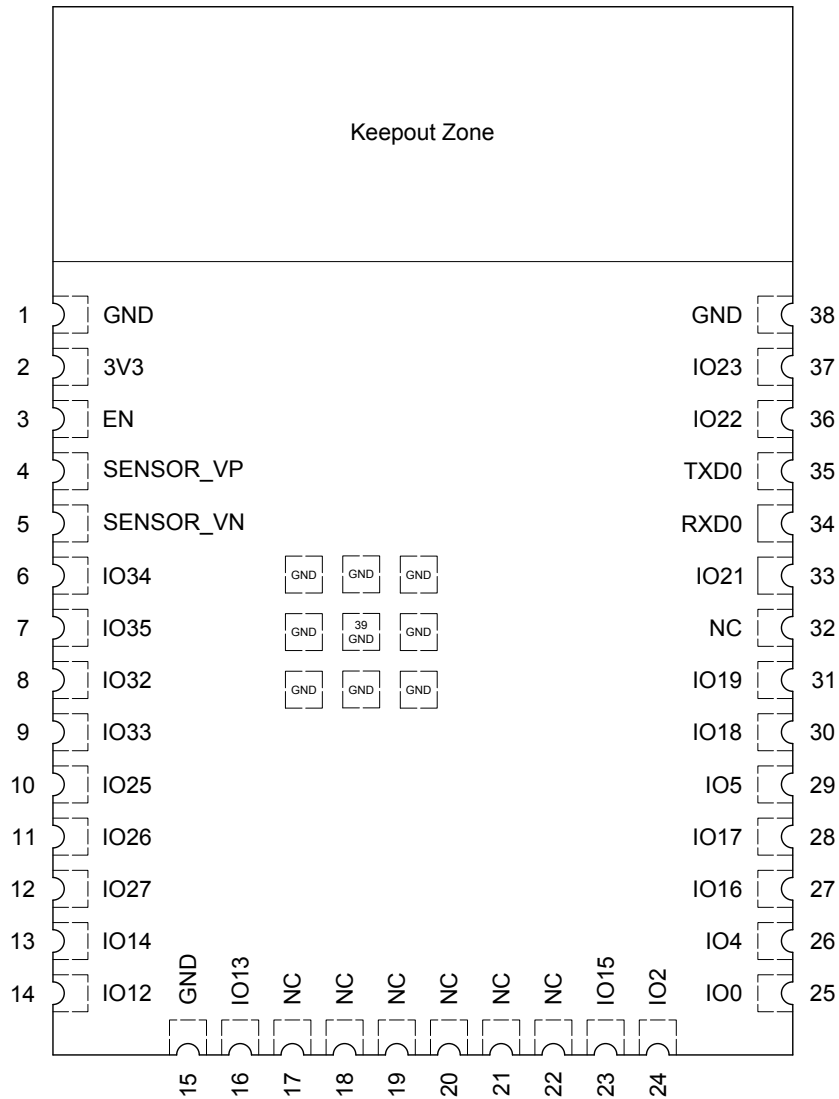 Keepout Zone
1 GND GND 38
2 3V3 IO23 37
3 EN IO22 36
4 SENSOR_VP TXD0 35
5 SENSOR_VN RXD0 34
6 IO34 GND GND GND IO21 33
7 IO35 GND 39 GND GND NC 32
8 IO32 GND GND GND IO19 31
9 IO33 IO18 30
10 IO25 IO5 29
11 IO26 IO17 28
12 IO27 IO16 27
13 IO14 IO4 26
14 IO12 GND IO13 NC NC NC NC NC NC IO15 IO2 IO0 25
15 16 17 18 19 20 21 22 23 24